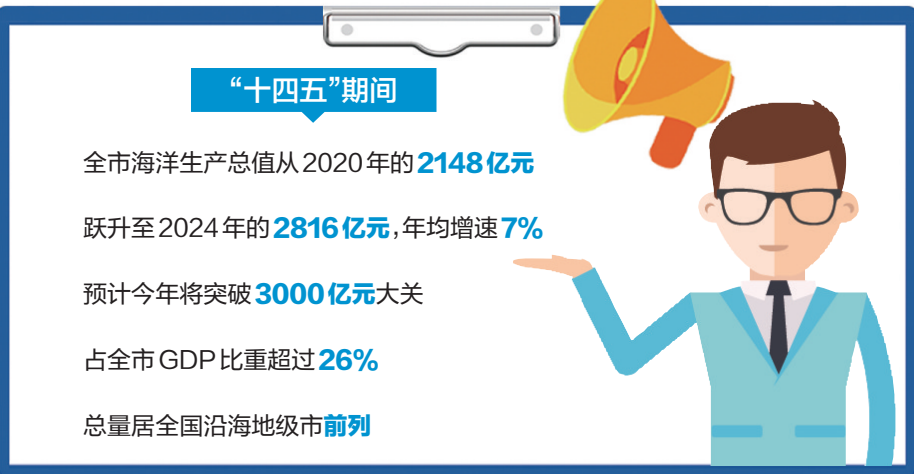 “十四五”期间
全市海洋生产总值从2020年的2148亿元
跃升至2024年的2816亿元,年均增速7%
预计今年将突破3000亿元大关
占全市GDP比重超过26%
总量居全国沿海地级市前列